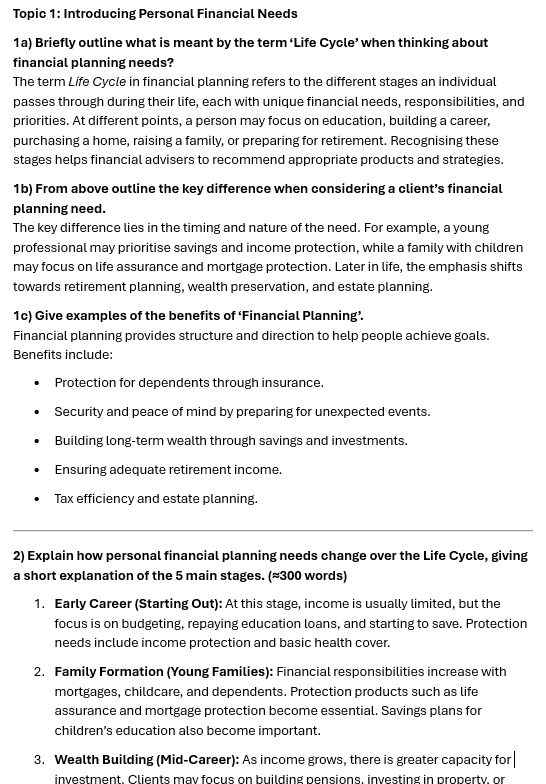 Topic 1: Introducing Personal Financial Needs
1a) Briefly outline what is meant by the term ‘Life Cycle’ when thinking about
financial planning needs?
The term Life Cycle in financial planning refers to the different stages an individual
passes through during their life, each with unique financial needs, responsibilities, and
priorities. At different points, a person may focus on education, building a career,
purchasing a home, raising a family, or preparing for retirement. Recognising these
stages helps financial advisers to recommend appropriate products and strategies.
1b) From above outline the key difference when considering a client’s financial
planning need.
The key difference lies in the timing and nature of the need. For example, a young
professional may prioritise savings and income protection, while a family with children
may focus on life assurance and mortgage protection. Later in life, the emphasis shifts
towards retirement planning, wealth preservation, and estate planning.
1c) Give examples of the benefits of ‘Financial Planning’.
Financial planning provides structure and direction to help people achieve goals.
Benefits include:
• Protection for dependents through insurance.
• Security and peace of mind by preparing for unexpected events.
• Building long-term wealth through savings and investments.
• Ensuring adequate retirement income.
• Tax efficiency and estate planning.
2) Explain how personal financial planning needs change over the Life Cycle, giving
a short explanation of the 5 main stages. (≈300 words)
1. Early Career (Starting Out): At this stage, income is usually limited, but the
focus is on budgeting, repaying education loans, and starting to save. Protection
needs include income protection and basic health cover.
2. Family Formation (Young Families): Financial responsibilities increase with
mortgages, childcare, and dependents. Protection products such as life
assurance and mortgage protection become essential. Savings plans for
children’s education also become important.
3. Wealth Building (Mid-Career): As income grows, there is greater capacity for
investment. Clients may focus on building pensions, investing in property, or